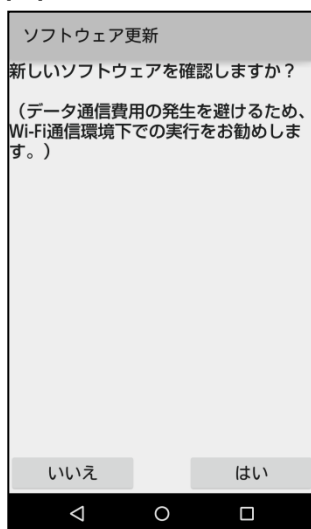 ソフトウェア更新
新しいソフトウェアを確認しますか？
（データ通信費用の発生を避けるため、
Wi-Fi通信環境下での実行をお勧めしま
す。）
いいえ
はい